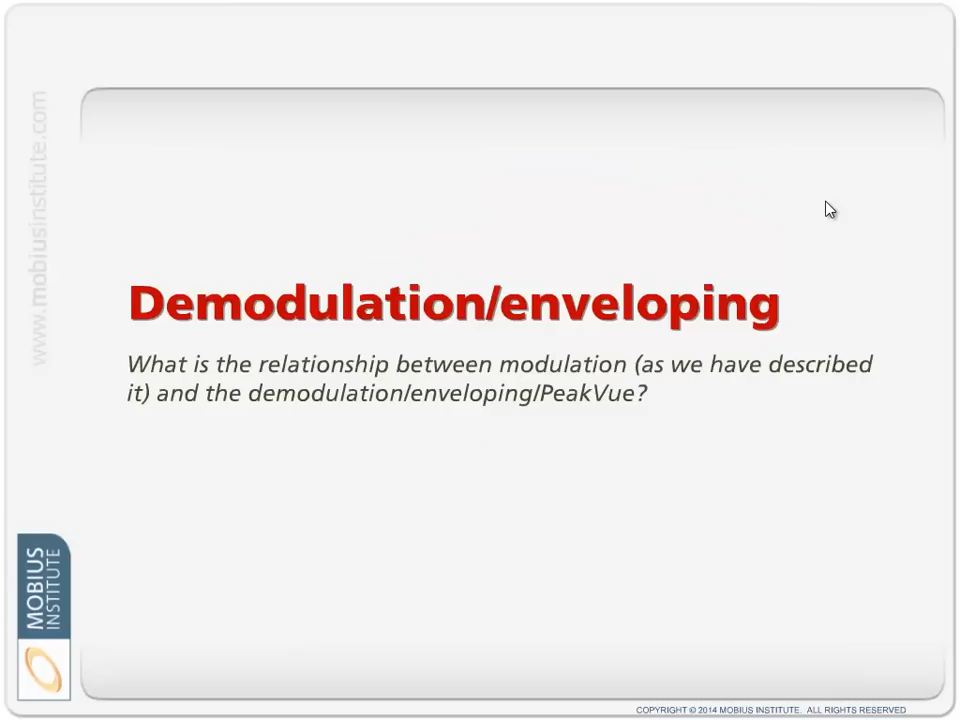 www.mobiusinstitute.com
Demodulation/enveloping
What is the relationship between modulation (as we have described
it) and the demodulation/enveloping/PeakVue?
MOBIUS
INSTITUTE
COPYRIGHT © 2014 MOBIUS INSTITUTE. ALL RIGHTS RESERVED